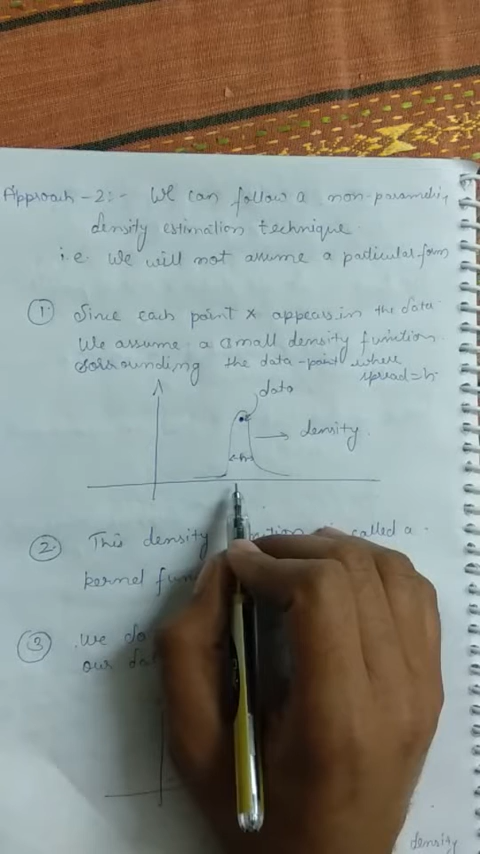 Approach-2:- We can follow a non-parametric
density estimation technique.
i.e. We will not assume a particular form
① Since each point x appears in the data
We assume a small density function
sorrounding the data-point where
spread=h.
data
density.
h
② This density is called a
kernel
③ We do
our
density